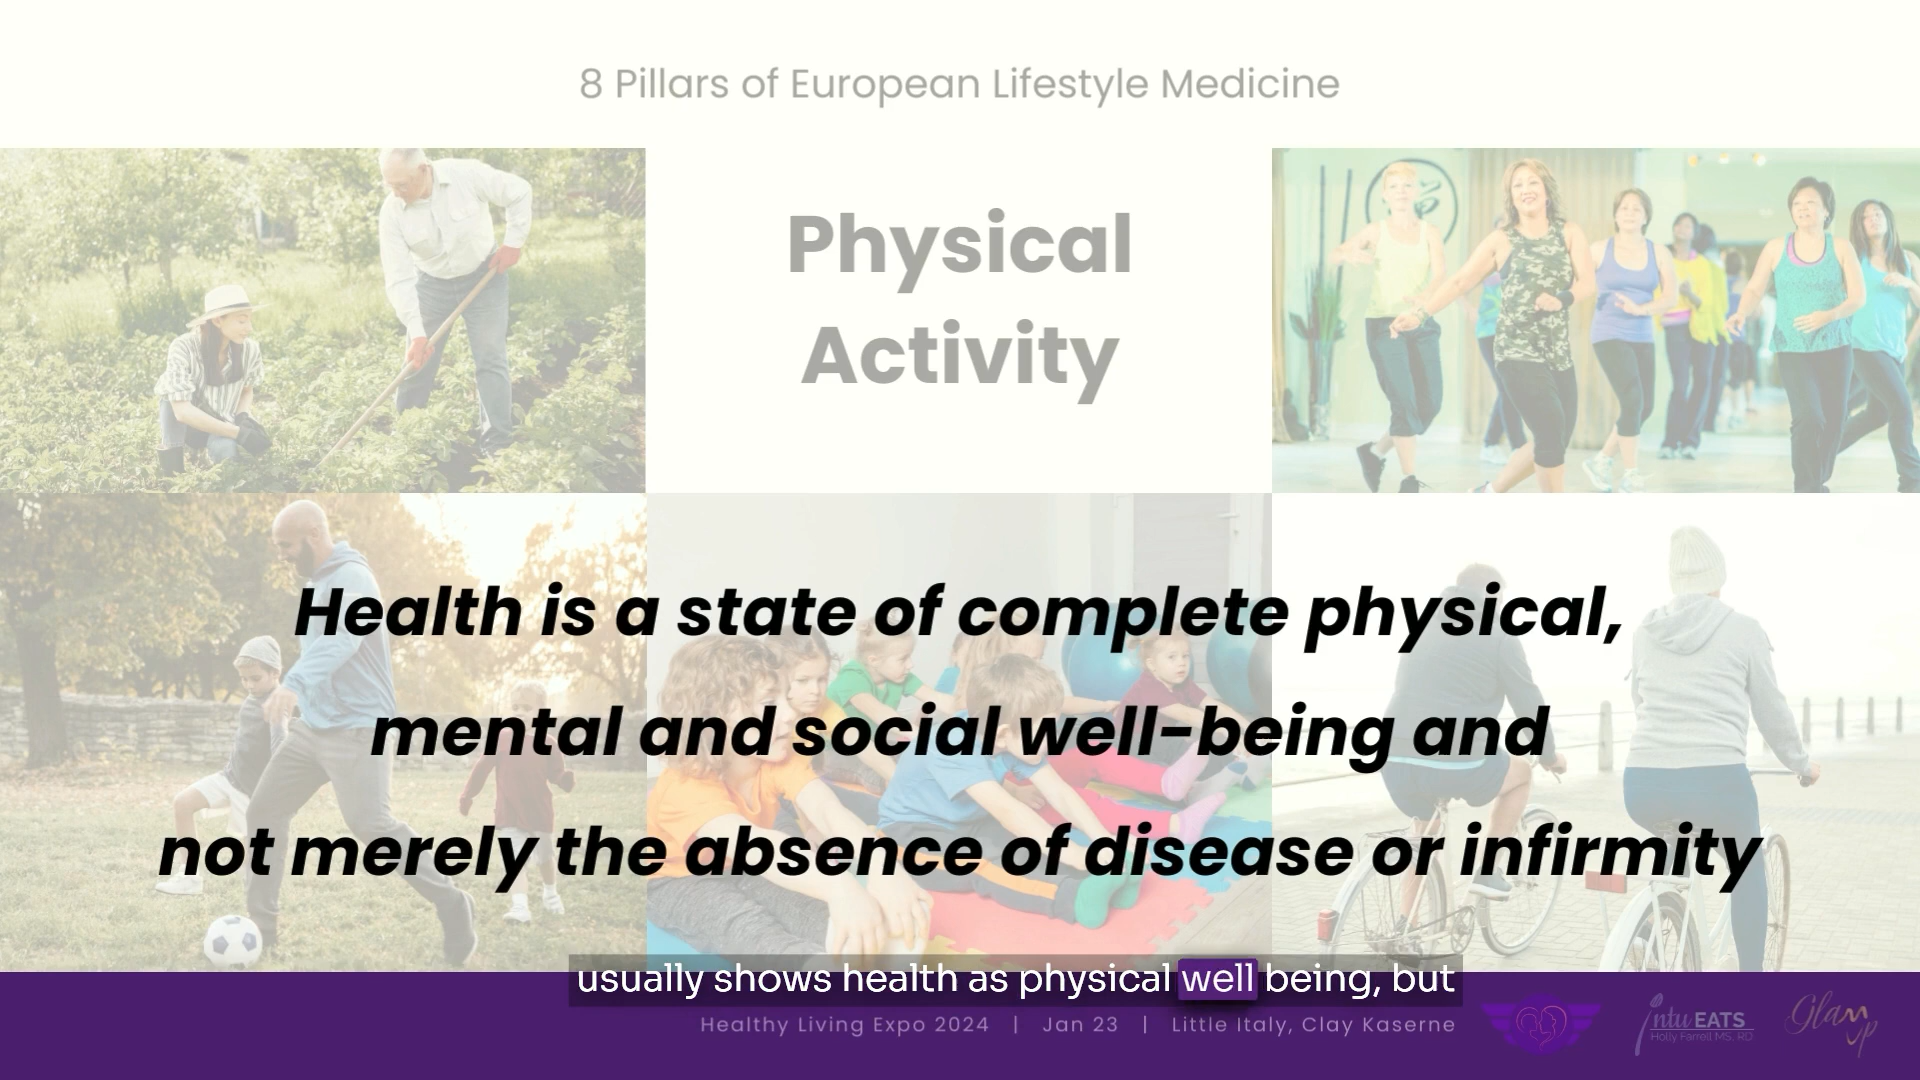 8 Pillars of European Lifestyle Medicine
Physical
Activity
Health is a state of complete physical,
mental and social well-being and
not merely the absence of disease or infirmity
usually shows health as physical well being, but
Healthy Living Expo 2024 | Jan 23 | Little Italy, Clay Kaserne
intuEATS
Holly Farrell MS, RD
Glam up